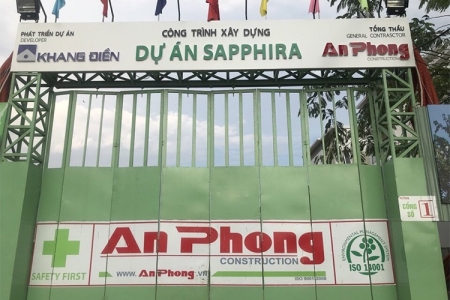 PHÁT TRIỂN DỰ ÁN
DEVELOPER
KHANG ĐIỀN
CÔNG TRÌNH XÂY DỰNG
DỰ ÁN SAPPHIRA
TỔNG THẦU
GENERAL CONTRASCTOR
An Phong
CONSTRUCTION
CỔNG
SỐ
1
SAFETY FIRST
An Phong
CONSTRUCTION
www.AnPhong.vn
ISO 14001